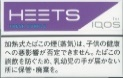 HEETS
for
IQOS
加熱式たばこの煙(蒸気)は、子供の健康
への悪影響が否定できません。たばこの
誤飲を防ぐため、乳幼児の手が届かない
所に保管・廃棄を。